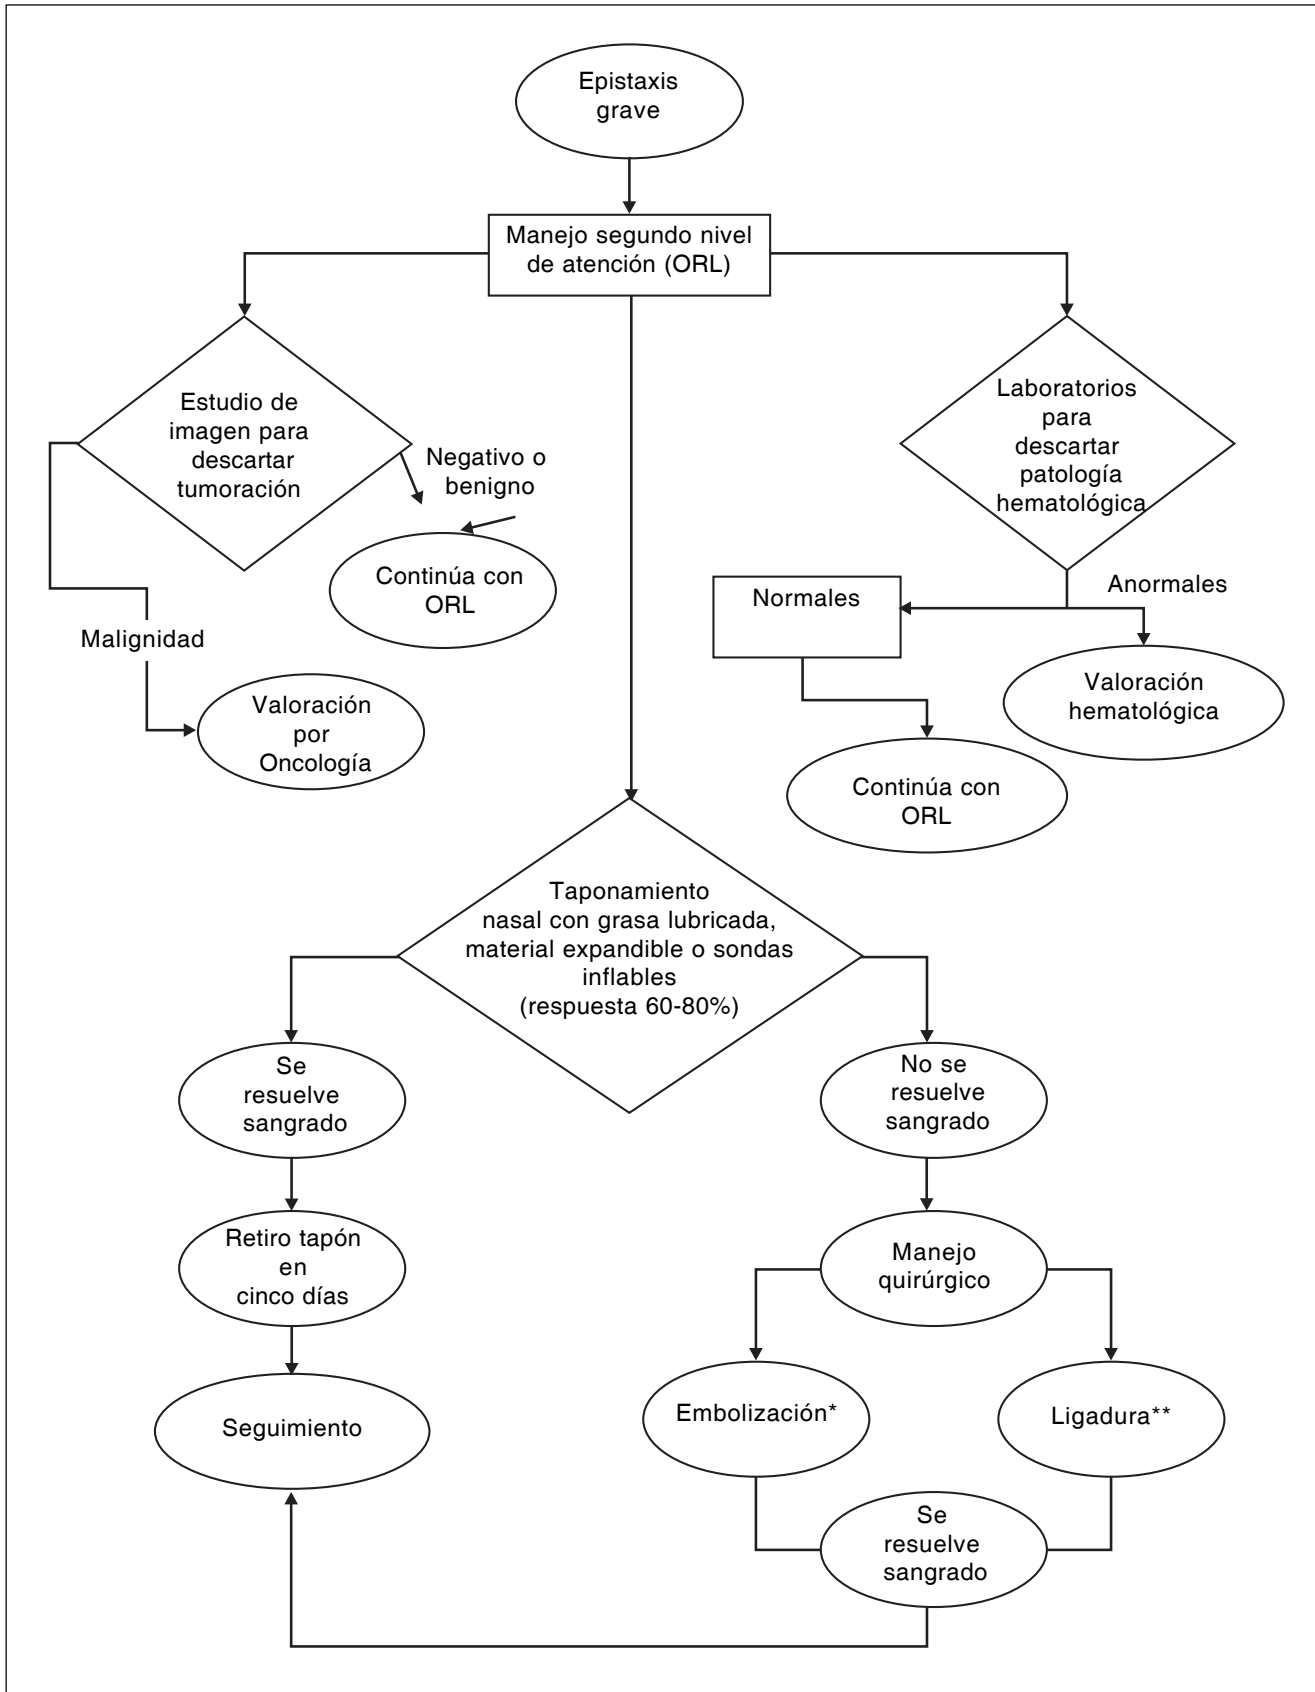 Epistaxis
grave
Manejo segundo nivel
de atención (ORL)
Estudio de
imagen para
descartar
tumoración
Negativo o
benigno
Continúa con
ORL
Malignidad
Valoración
por
Oncología
Laboratorios
para
descartar
patología
hematológica
Normales
Anormales
Valoración
hematológica
Continúa con
ORL
Taponamiento
nasal con grasa lubricada,
material expandible o sondas
inflables
(respuesta 60-80%)
Se
resuelve
sangrado
No se
resuelve
sangrado
Retiro tapón
en
cinco días
Manejo
quirúrgico
Seguimiento
Embolización*
Ligadura**
Se
resuelve
sangrado